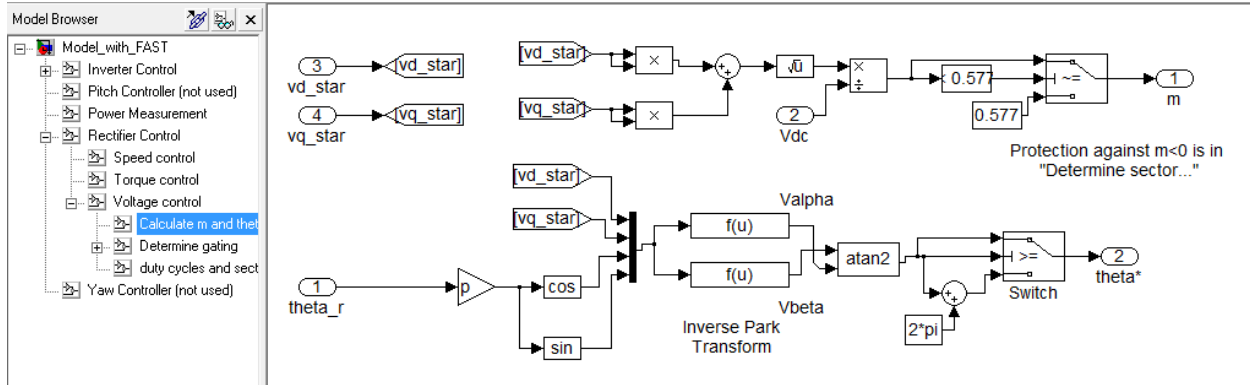 Model Browser
Model_with_FAST
Inverter Control
Pitch Controller (not used)
Power Measurement
Rectifier Control
Speed control
Torque control
Voltage control
Calculate m and thet
Determine gating
duty cycles and sect
Yaw Controller (not used)
3
vd_star
[vd_star]
4
vq_star
[vq_star]
[vd_star]
×
[vq_star]
×
++
√u
×
÷
2
Vdc
< 0.577
~=
0.577
1
m
Protection against m<0 is in
"Determine sector..."
[vd_star]
[vq_star]
1
theta_r
p
cos
sin
Valpha
f(u)
f(u)
Vbeta
Inverse Park
Transform
atan2
++
2*pi
>=
Switch
2
theta*